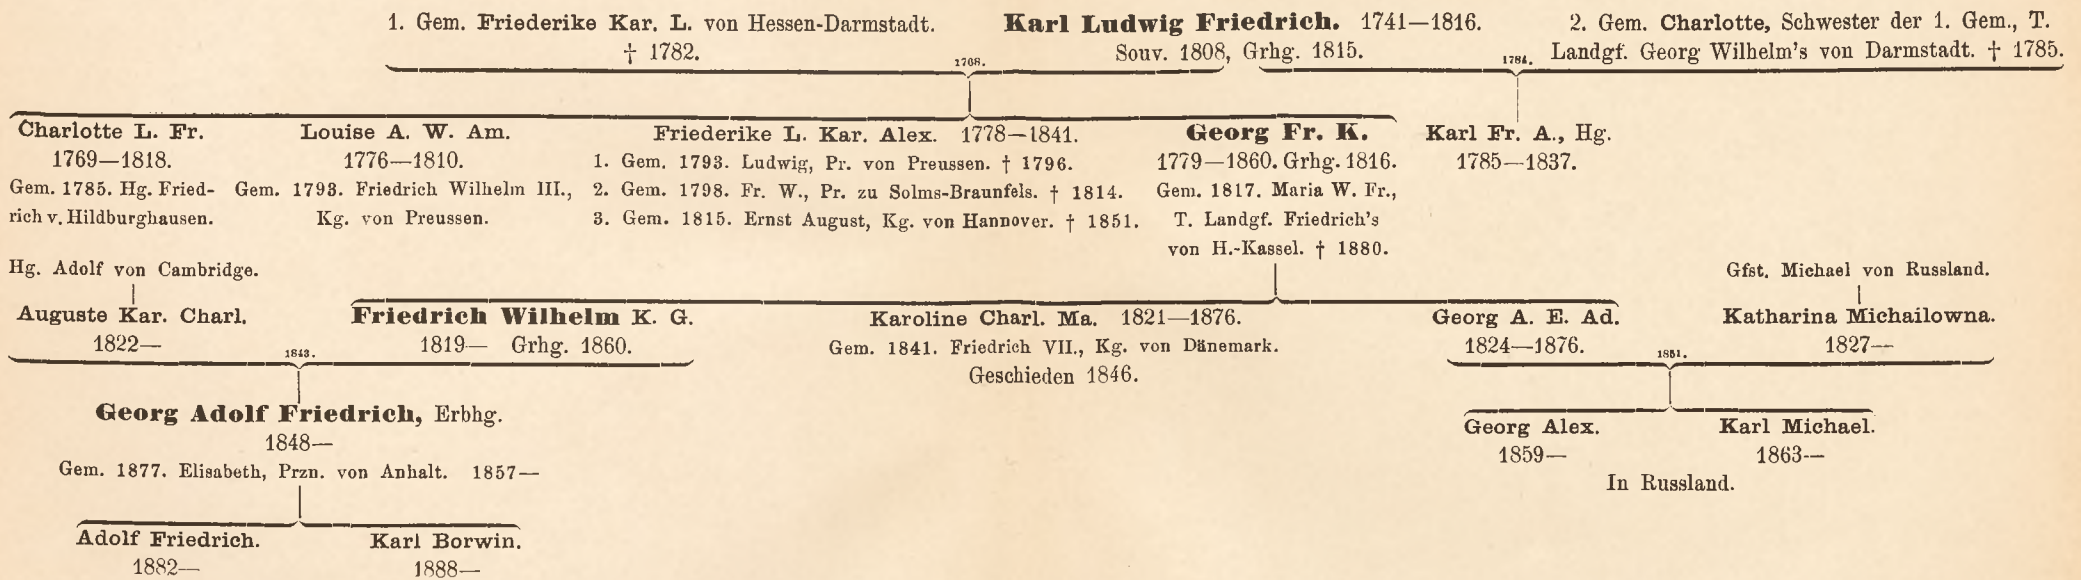 1. Gem. Friederike Kar. L. von Hessen-Darmstadt.
† 1782.
Karl Ludwig Friedrich. 1741—1816.
Souv. 1808, Grhg. 1815.
2. Gem. Charlotte, Schwester der 1. Gem., T.
Landgf. Georg Wilhelm's von Darmstadt. † 1785.
1768.
1784.
Charlotte L. Fr.
1769—1818.
Gem. 1785. Hg. Fried-
rich v. Hildburghausen.
Louise A. W. Am.
1776—1810.
Gem. 1793. Friedrich Wilhelm III.,
Kg. von Preussen.
Friederike L. Kar. Alex. 1778—1841.
1. Gem. 1793. Ludwig, Pr. von Preussen. † 1796.
2. Gem. 1798. Fr. W., Pr. zu Solms-Braunfels. † 1814.
3. Gem. 1815. Ernst August, Kg. von Hannover. † 1851.
Georg Fr. K.
1779—1860. Grhg. 1816.
Gem. 1817. Maria W. Fr.,
T. Landgf. Friedrich's
von H.-Kassel. † 1880.
Karl Fr. A., Hg.
1785—1837.
Hg. Adolf von Cambridge.
Auguste Kar. Charl.
1822—
Friedrich Wilhelm K. G.
1819— Grhg. 1860.
Karoline Charl. Ma. 1821—1876.
Gem. 1841. Friedrich VII., Kg. von Dänemark.
Geschieden 1846.
Georg A. E. Ad.
1824—1876.
Gfst. Michael von Russland.
Katharina Michailowna.
1827—
1843.
1851.
Georg Adolf Friedrich, Erbhg.
1848—
Gem. 1877. Elisabeth, Przn. von Anhalt. 1857—
Georg Alex.
1859—
Karl Michael.
1863—
In Russland.
Adolf Friedrich.
1882—
Karl Borwin.
1888—